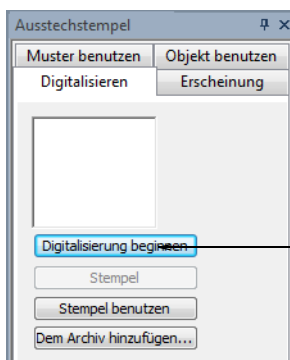 Ausstechstempel
Muster benutzen Objekt benutzen
Digitalisieren Erscheinung
Digitalisierung beginnen
Stempel
Stempel benutzen
Dem Archiv hinzufügen...